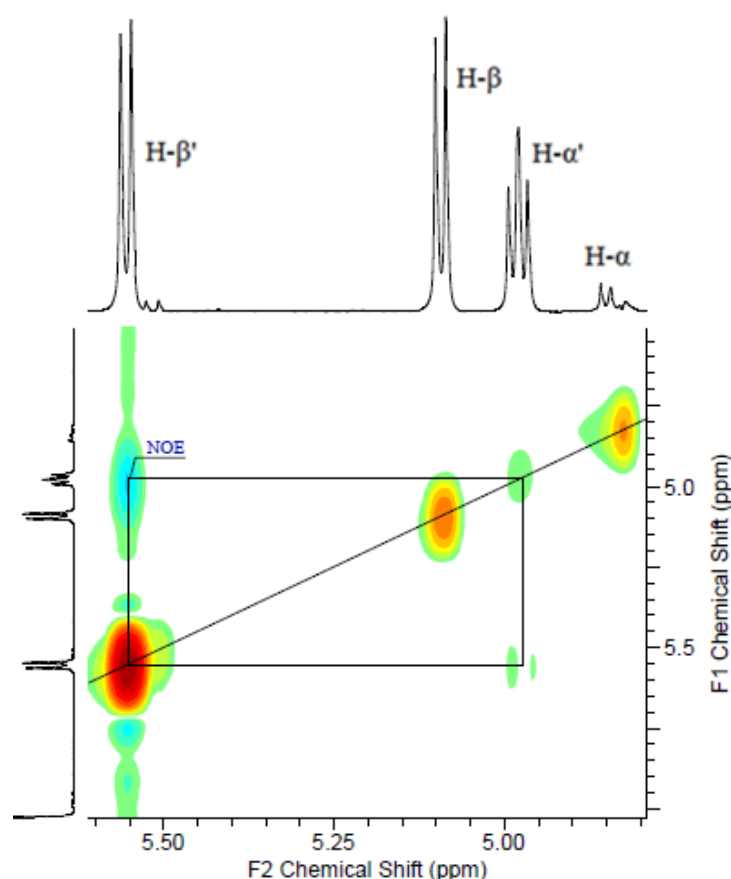 H-β'
H-β
H-α'
H-α
NOE
5.0
5.5
F1 Chemical Shift (ppm)
5.50 5.25 5.00
F2 Chemical Shift (ppm)